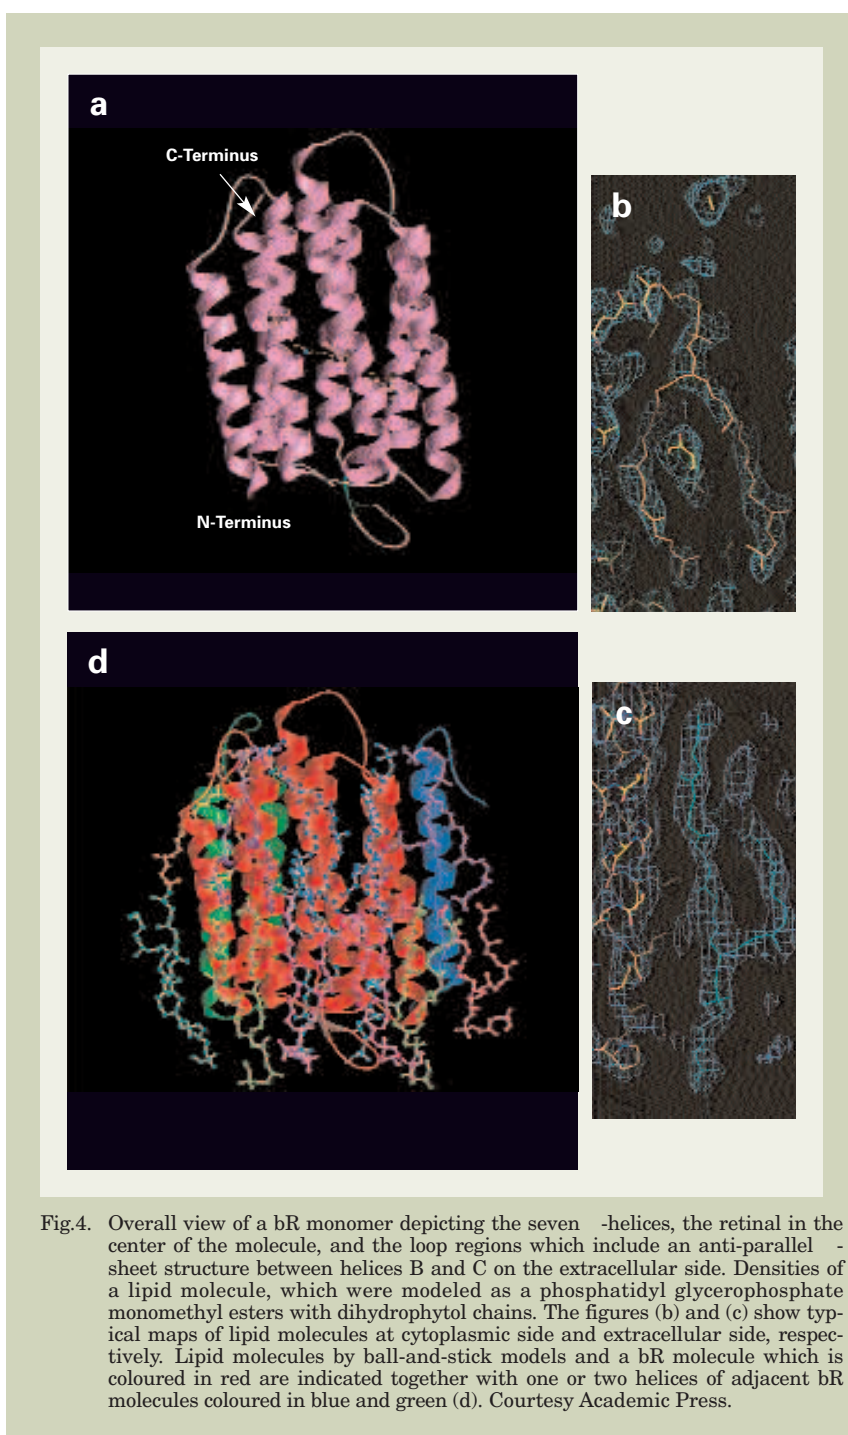 a
C-Terminus
N-Terminus
b
d
c
Fig.4. Overall view of a bR monomer depicting the seven -helices, the retinal in the
center of the molecule, and the loop regions which include an anti-parallel -
sheet structure between helices B and C on the extracellular side. Densities of
a lipid molecule, which were modeled as a phosphatidyl glycerophosphate
monomethyl esters with dihydrophytol chains. The figures (b) and (c) show typ-
ical maps of lipid molecules at cytoplasmic side and extracellular side, respec-
tively. Lipid molecules by ball-and-stick models and a bR molecule which is
coloured in red are indicated together with one or two helices of adjacent bR
molecules coloured in blue and green (d). Courtesy Academic Press.